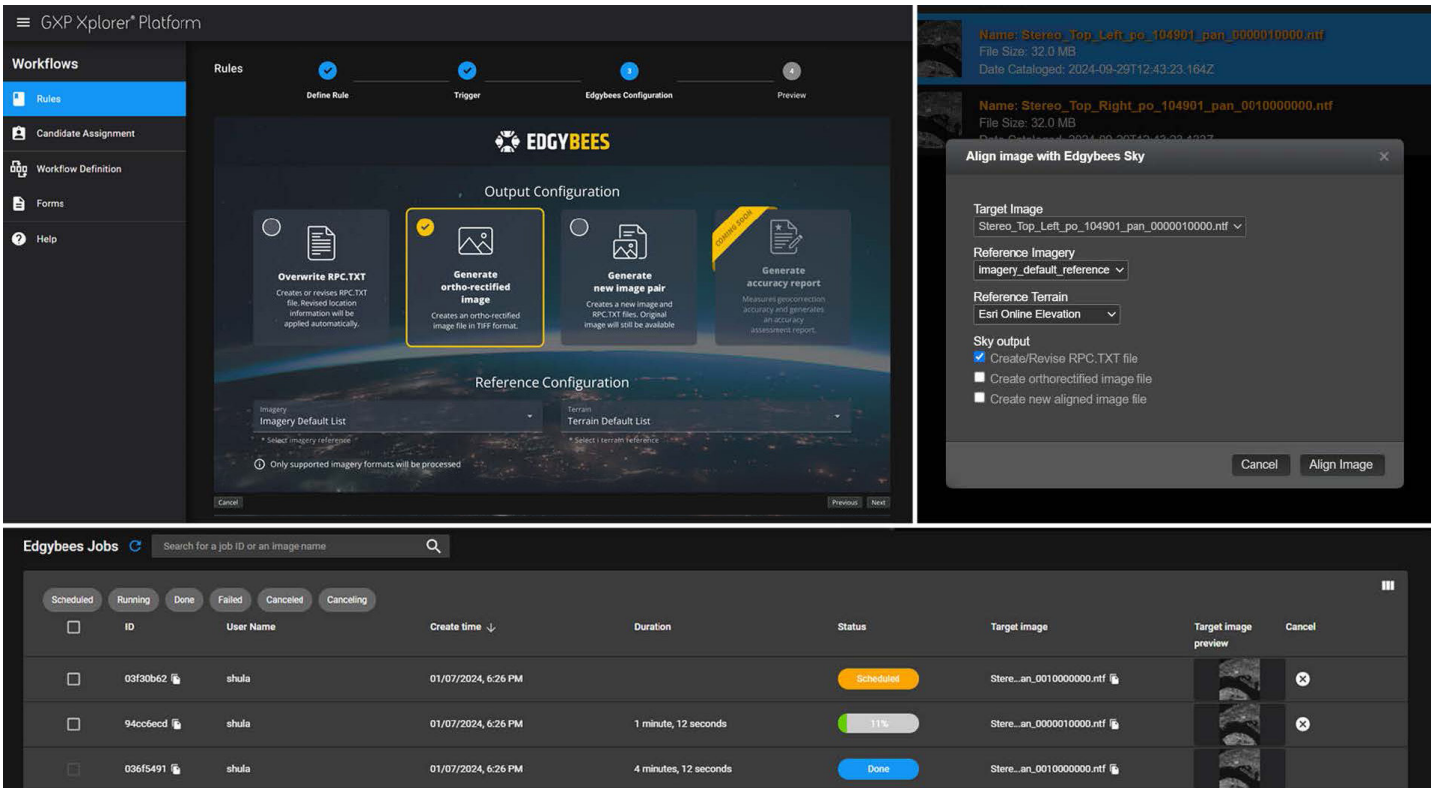 GXP Xplorer® Platform
Workflows
Rules
Candidate Assignment
Workflow Definition
Forms
Help
Rules
3
4
Define Rule
Trigger
Edgybees Configuration
Preview
EDGYBEES
Output Configuration
Overwrite RPC.TXT
Creates or revises RPC.TXT
file. Revised location
information will be
applied automatically.
Generate
ortho-rectified
image
Creates an ortho-rectified
image file in TIFF format.
Generate
new image pair
Creates a new image and
RPC.TXT files. Original
image will still be available
COMING SOON
Generate
accuracy report
Measures geocorrection
accuracy and generates
an accuracy
assessment report.
Reference Configuration
Imagery
Imagery Default List
* Select imagery reference
Terrain
Terrain Default List
* Select i terrain reference
Only supported imagery formats will be processed
Cancel
Previous
Next
Name: Stereo_Top_Left_po_104901_pan_0000010000.ntf
File Size: 32.0 MB
Date Cataloged: 2024-09-29T12:43:23.164Z
Name: Stereo_Top_Right_po_104901_pan_0010000000.ntf
File Size: 32.0 MB
Align image with Edgybees Sky
Target Image
Stereo_Top_Left_po_104901_pan_0000010000.ntf
Reference Imagery
imagery_default_reference
Reference Terrain
Esri Online Elevation
Sky output
Create/Revise RPC.TXT file
Create orthorectified image file
Create new aligned image file
Cancel
Align Image
Edgybees Jobs
Search for a job ID or an image name
Scheduled Running Done Failed Canceled Canceling
ID User Name Create time Duration Status Target image Target image preview Cancel
03f30b62 shula 01/07/2024, 6:26 PM Scheduled Stere...an_0010000000.ntf
94cc6ecd shula 01/07/2024, 6:26 PM 1 minute, 12 seconds 11% Stere...an_0000010000.ntf
036f5491 shula 01/07/2024, 6:26 PM 4 minutes, 12 seconds Done Stere...an_0010000000.ntf